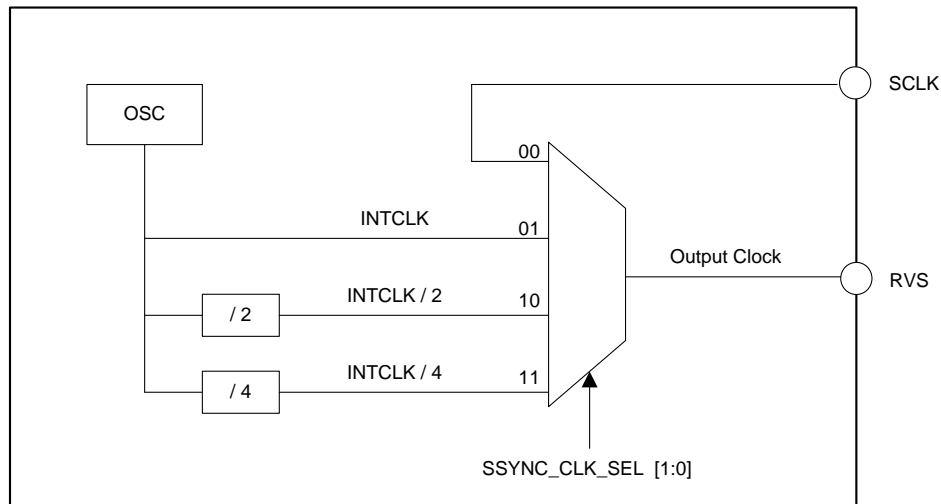 SCLK
OSC
00
INTCLK
01
Output Clock
RVS
INTCLK / 2
10
/ 2
INTCLK / 4
11
/ 4
SSYNC_CLK_SEL [1:0]